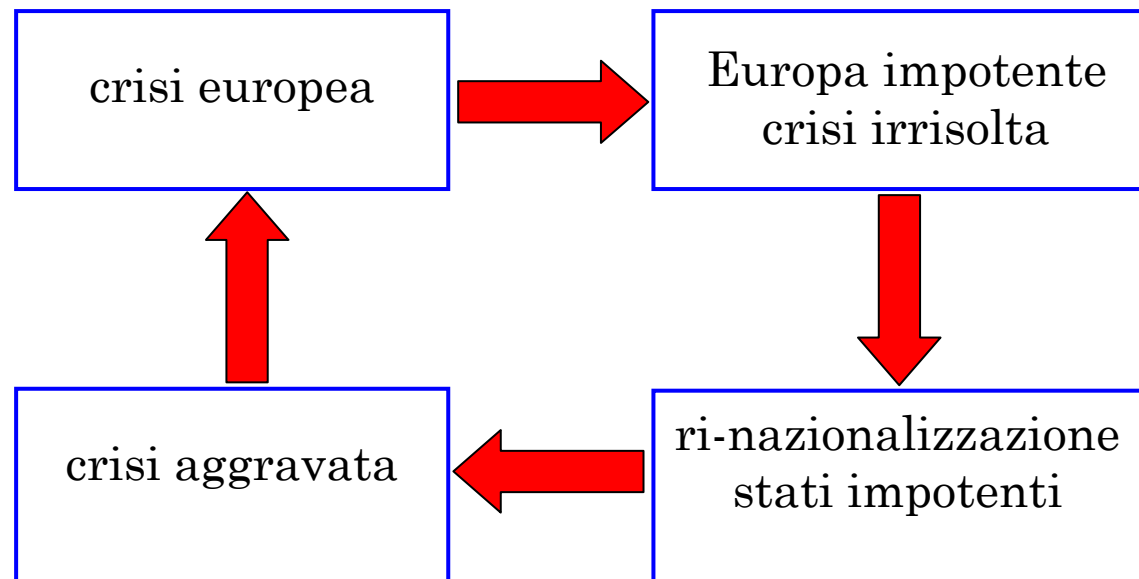 crisi europea
Europa impotente
crisi irrisolta
crisi aggravata
ri-nazionalizzazione
stati impotenti